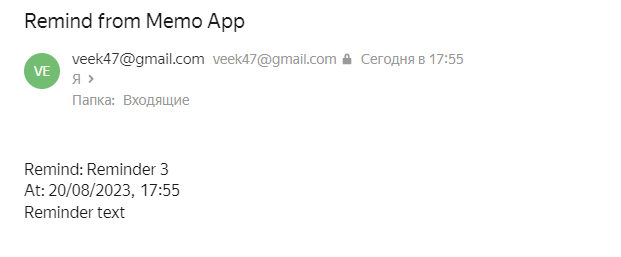 Remind from Memo App
VE
veek47@gmail.com veek47@gmail.com Сегодня в 17:55
Я >
Папка: Входящие
Remind: Reminder 3
At: 20/08/2023, 17:55
Reminder text